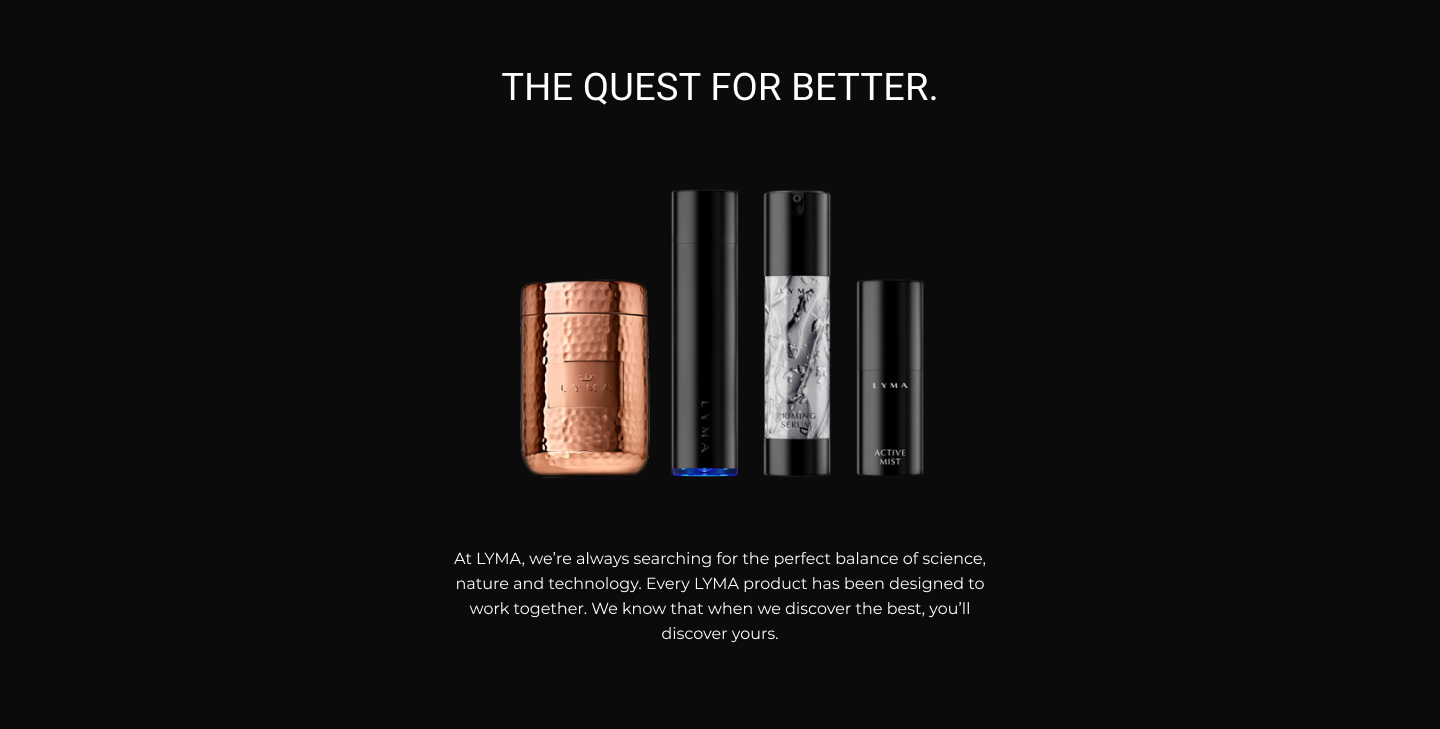 THE QUEST FOR BETTER.
LYMA
LYMA
LYMA
PRIMING
SERUM
LYMA
ACTIVE
MIST
At LYMA, we’re always searching for the perfect balance of science,
nature and technology. Every LYMA product has been designed to
work together. We know that when we discover the best, you’ll
discover yours.